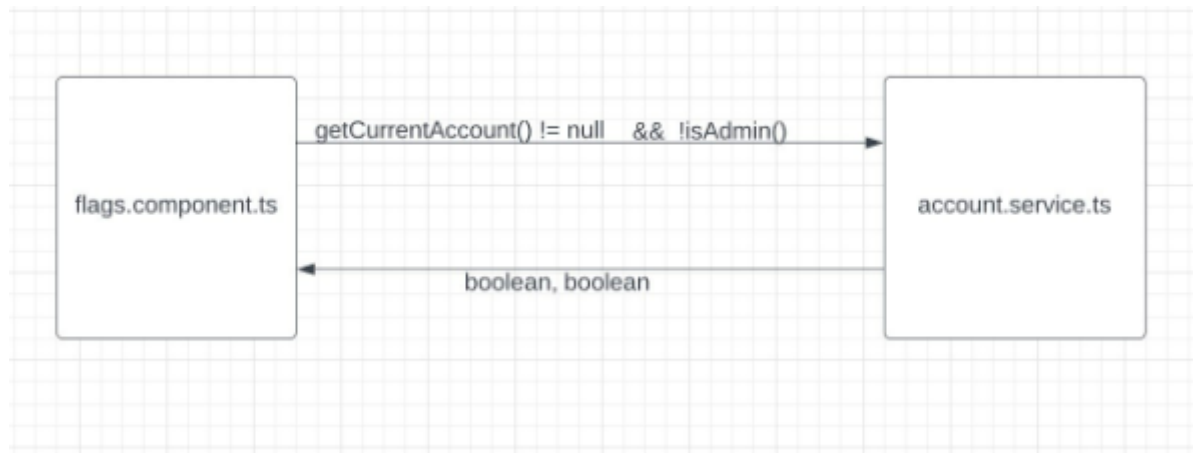 getCurrentAccount() != null && !isAdmin()
flags.component.ts
account.service.ts
boolean, boolean